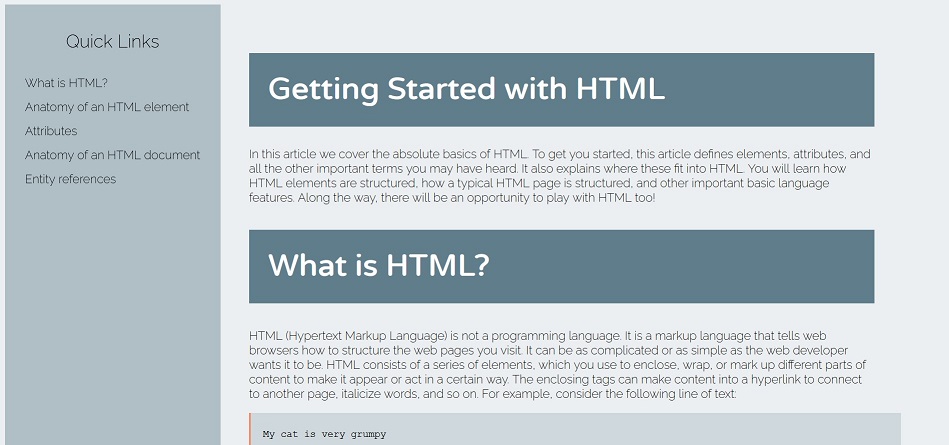 Quick Links
What is HTML?
Anatomy of an HTML element
Attributes
Anatomy of an HTML document
Entity references
Getting Started with HTML
In this article we cover the absolute basics of HTML. To get you started, this article defines elements, attributes, and
all the other important terms you may have heard. It also explains where these fit into HTML. You will learn how
HTML elements are structured, how a typical HTML page is structured, and other important basic language
features. Along the way, there will be an opportunity to play with HTML too!
What is HTML?
HTML (Hypertext Markup Language) is not a programming language. It is a markup language that tells web
browsers how to structure the web pages you visit. It can be as complicated or as simple as the web developer
wants it to be. HTML consists of a series of elements, which you use to enclose, wrap, or mark up different parts of
content to make it appear or act in a certain way. The enclosing tags can make content into a hyperlink to connect
to another page, italicize words, and so on. For example, consider the following line of text:
My cat is very grumpy